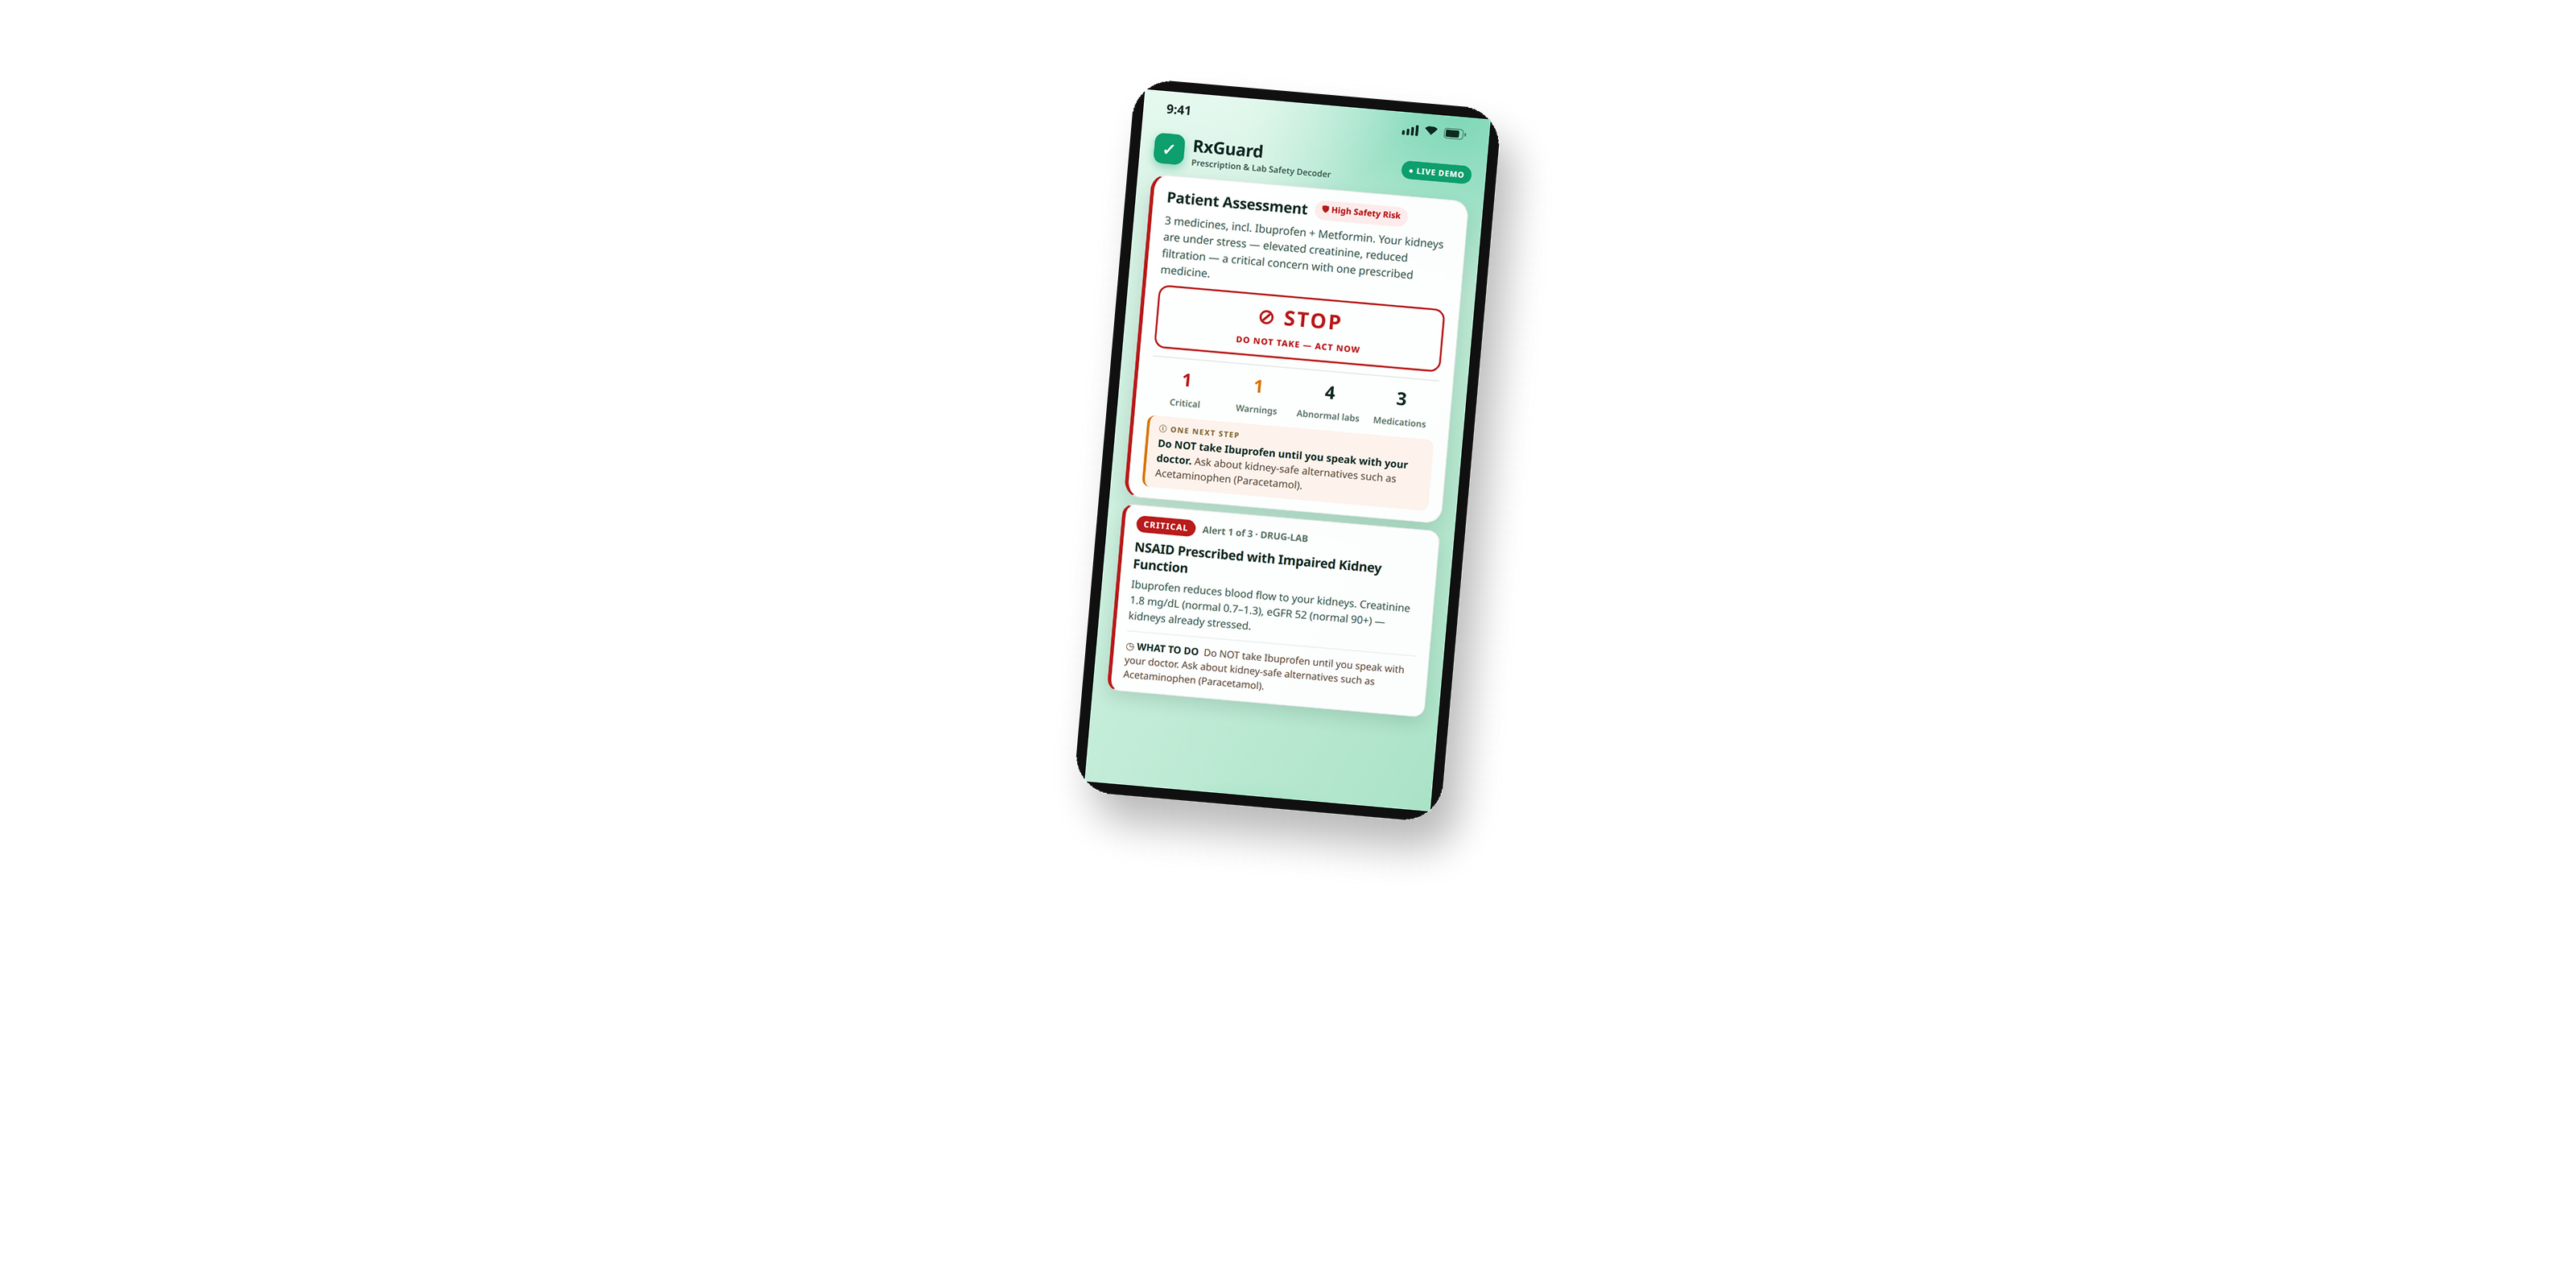 9:41
✓ RxGuard
Prescription & Lab Safety Decoder
● LIVE DEMO
Patient Assessment
High Safety Risk
3 medicines, incl. Ibuprofen + Metformin. Your kidneys
are under stress — elevated creatinine, reduced
filtration — a critical concern with one prescribed
medicine.
⊘ STOP
DO NOT TAKE — ACT NOW
1 1 4 3
Critical Warnings Abnormal labs Medications
ONE NEXT STEP
Do NOT take Ibuprofen until you speak with your
doctor. Ask about kidney-safe alternatives such as
Acetaminophen (Paracetamol).
CRITICAL Alert 1 of 3 · DRUG-LAB
NSAID Prescribed with Impaired Kidney
Function
Ibuprofen reduces blood flow to your kidneys. Creatinine
1.8 mg/dL (normal 0.7–1.3), eGFR 52 (normal 90+) —
kidneys already stressed.
WHAT TO DO Do NOT take Ibuprofen until you speak with
your doctor. Ask about kidney-safe alternatives such as
Acetaminophen (Paracetamol).